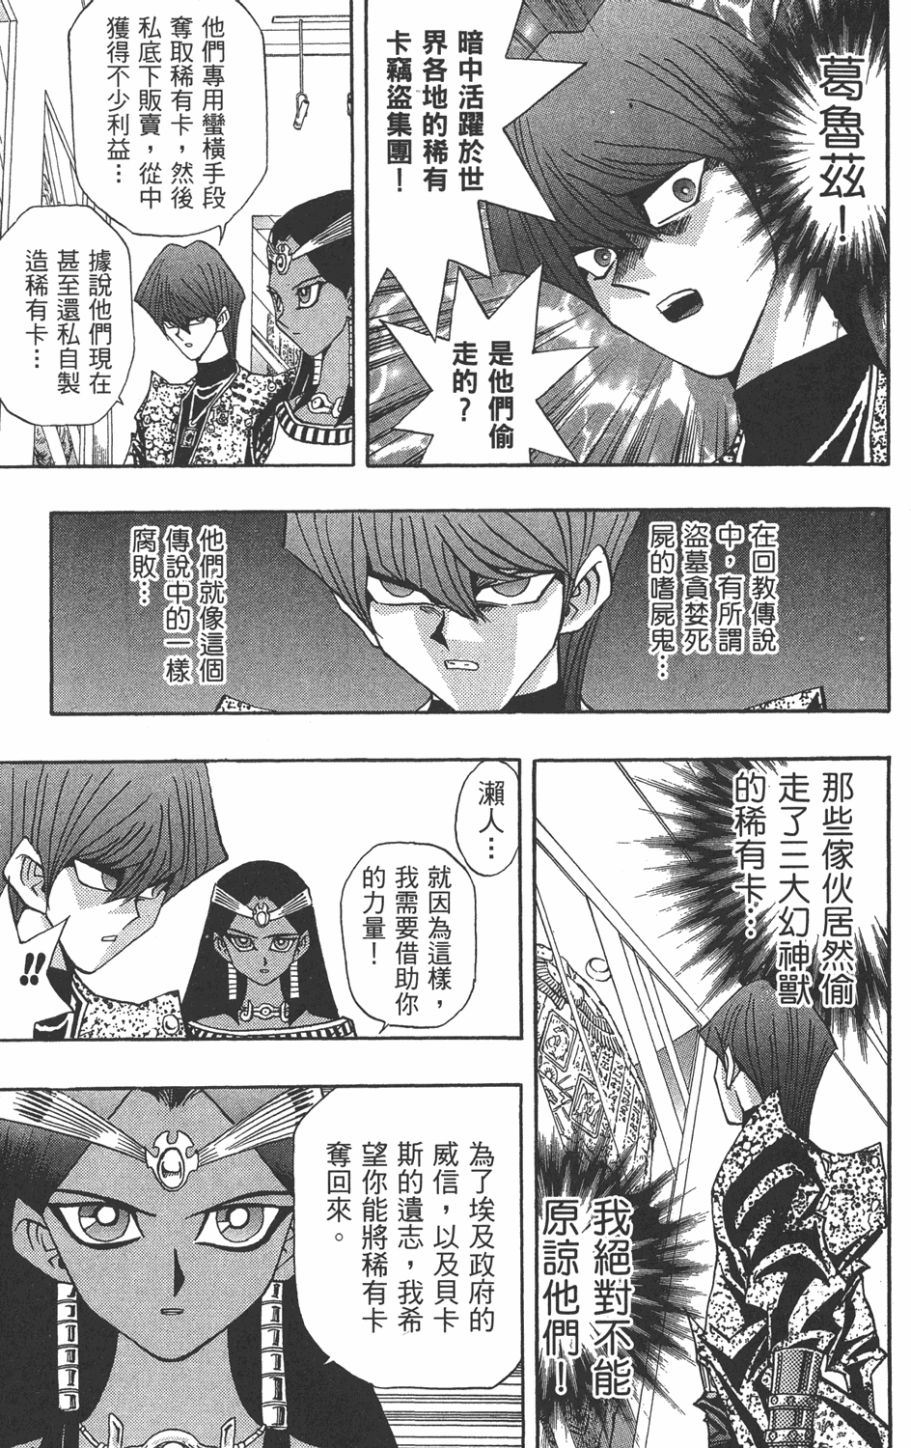 葛魯茲！
暗中活躍於世
界各地的稀有
卡竊盜集團！
是他們偷
走的？
他們專用蠻橫手段
奪取稀有卡，然後
私底下販賣，從中
獲得不少利益…
據說他們現在
甚至還私自製
造稀有卡…
在回教傳說
中，有所謂
盜墓貪婪死
屍的嗜屍鬼…
他們就像這個
傳說中的一樣
腐敗…
那些傢伙居然偷
走了三大幻神獸
的稀有卡…
我絕對不能
原諒他們！
瀨人…
就因為這樣，
我需要借助你
的力量！
!!
為了埃及政府的
威信，以及貝卡
斯的遺志，我希
望你能將稀有卡
奪回來。